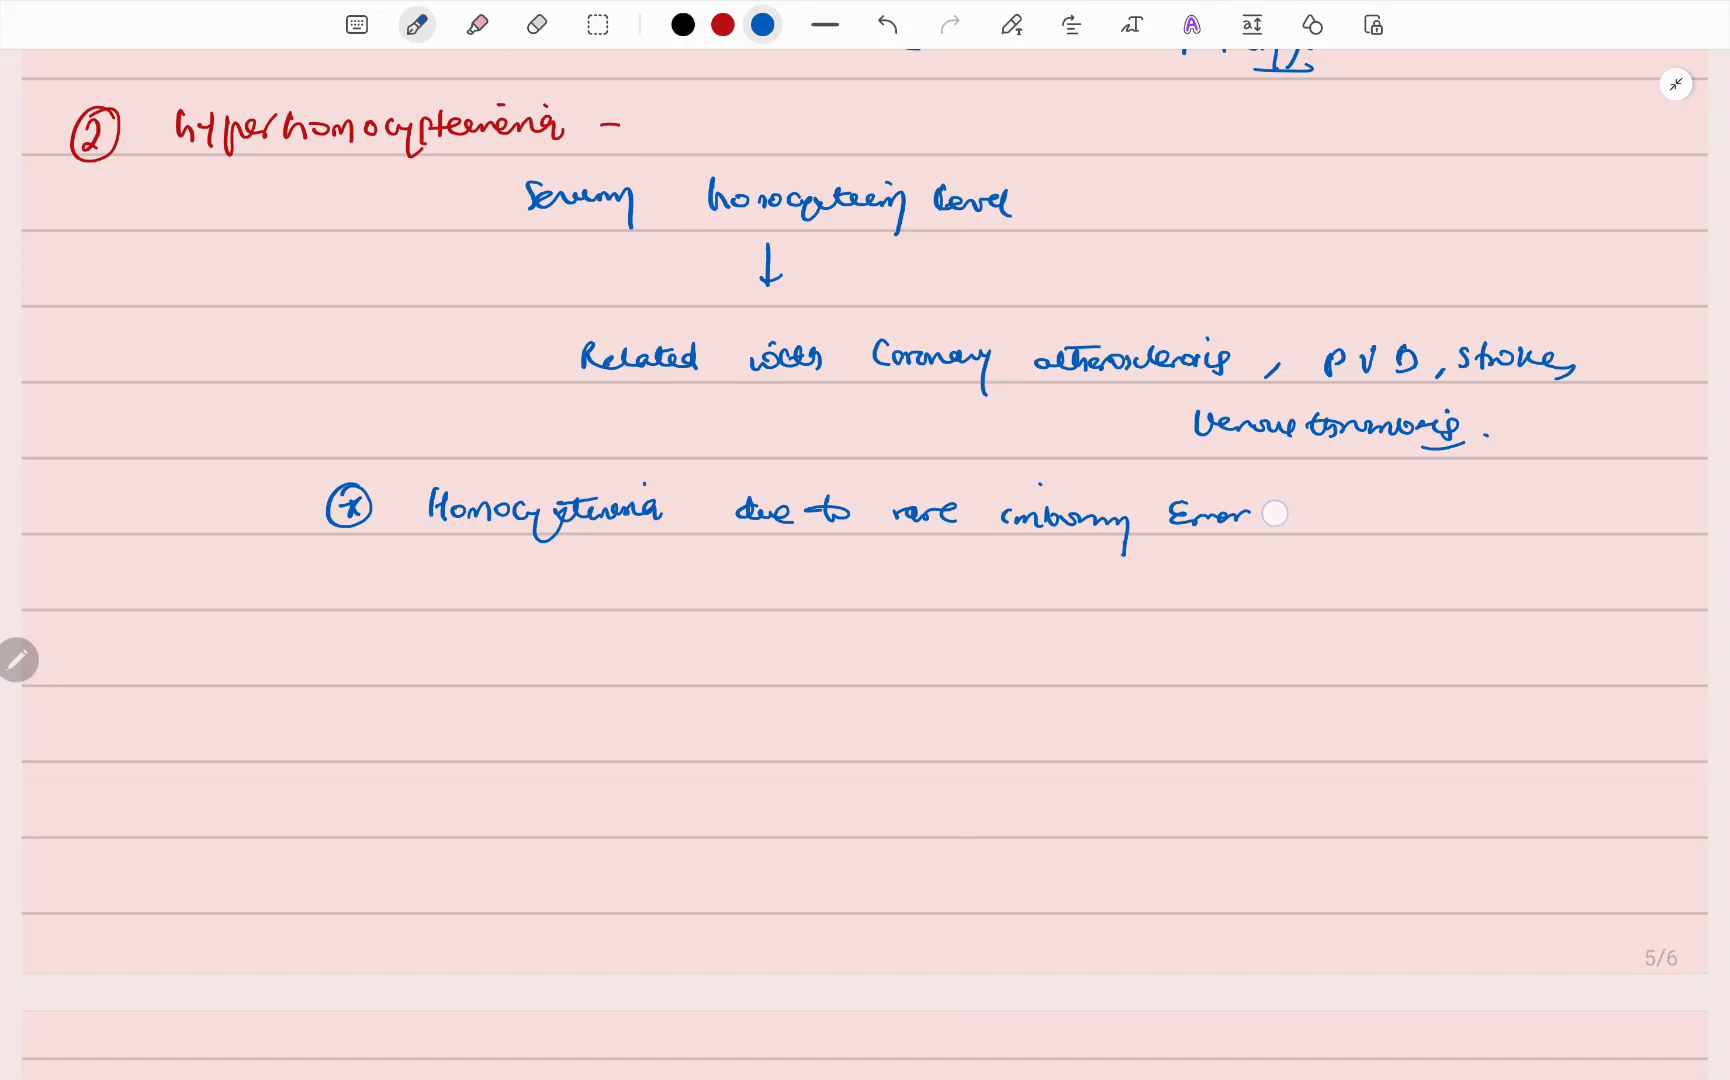 ② hyperhomocysteinemia -
Serum homocystein level
↓
Related with Coronary atherosclerosis, PVD, stroke,
Venous thrombosis.
* Homocysteinemia due to rare inborn Error
5/6